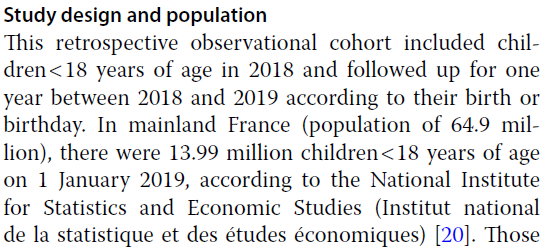 Study design and population
This retrospective observational cohort included chil-
dren<18 years of age in 2018 and followed up for one
year between 2018 and 2019 according to their birth or
birthday. In mainland France (population of 64.9 mil-
lion), there were 13.99 million children<18 years of age
on 1 January 2019, according to the National Institute
for Statistics and Economic Studies (Institut national
de la statistique et des études économiques) [20]. Those